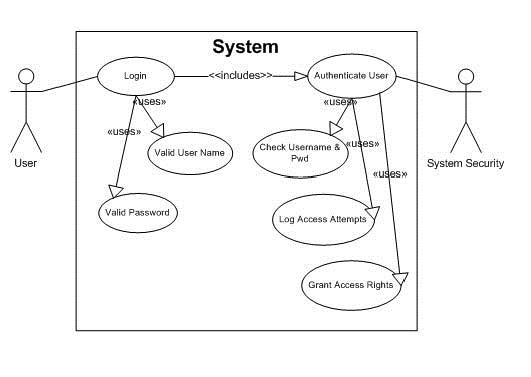 System
Login
<<includes>>
Authenticate User
«uses»
«uses»
«uses»
«uses»
«uses»
Valid User Name
Check Username &
Pwd
User
System Security
Valid Password
Log Access Attempts
Grant Access Rights